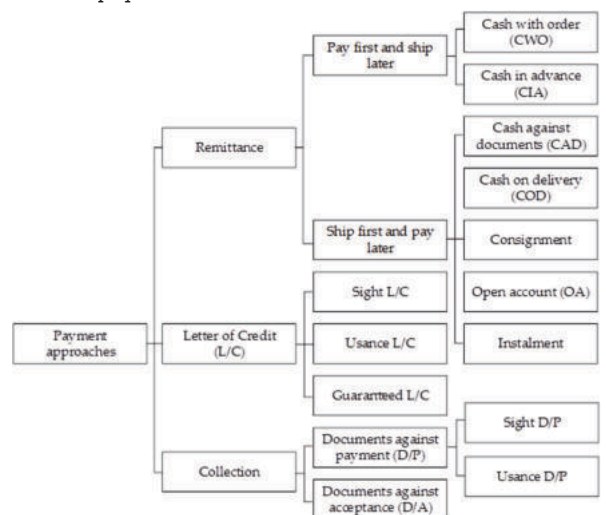 Cash with order
(CWO)
Pay first and ship
later
Cash in advance
(CIA)
Remittance
Cash against
documents (CAD)
Cash on delivery
(COD)
Ship first and pay
later
Consignment
Open account (OA)
Instalment
Payment
approaches
Letter of Credit
(L/C)
Sight L/C
Usance L/C
Guaranteed L/C
Collection
Documents against
payment (D/P)
Sight D/P
Usance D/P
Documents against
acceptance (D/A)